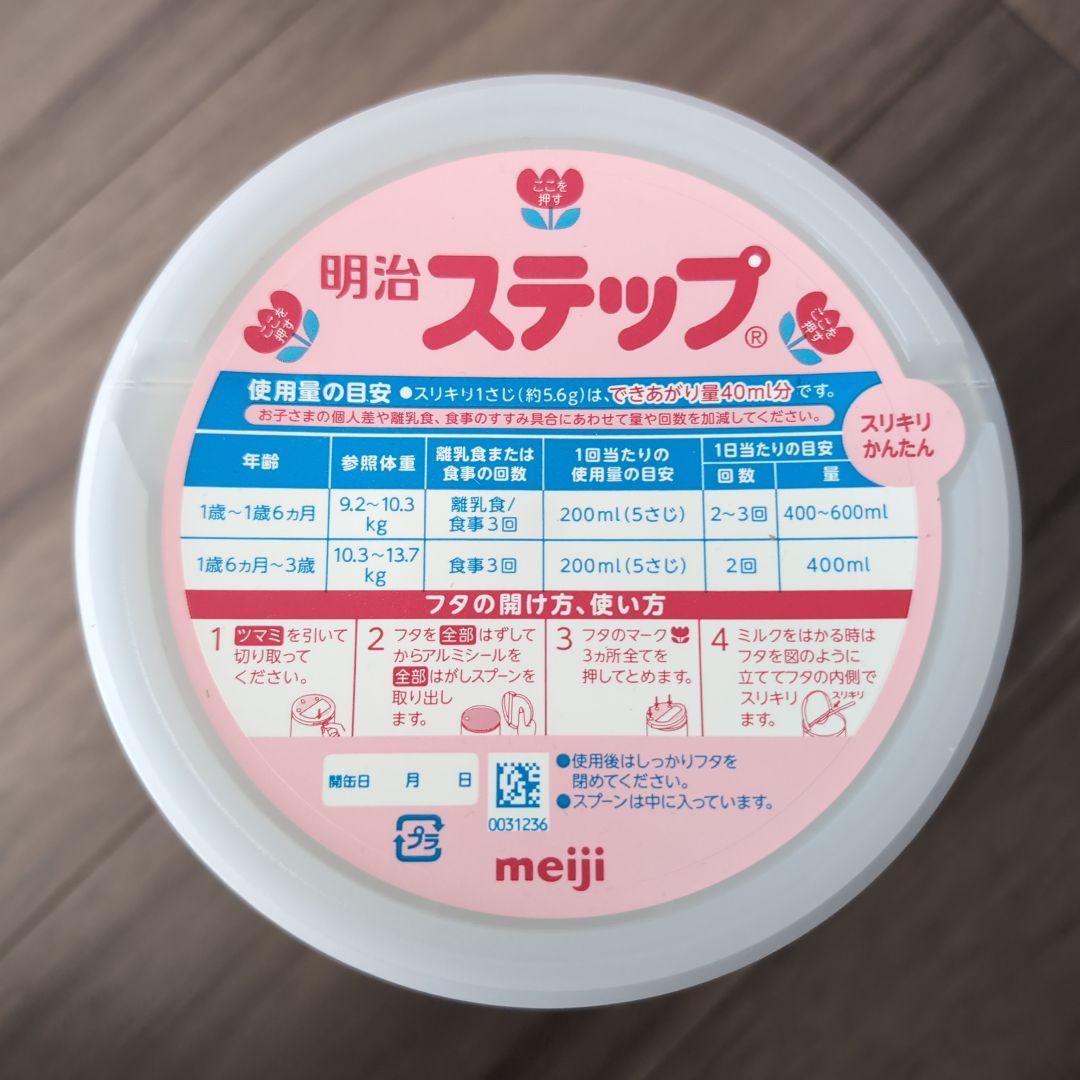 ここを
押す
明治ステップ®
ここを
押す
ここを
押す
使用量の目安 ●スリキリ1さじ(約5.6g)は、できあがり量40ml分です。
お子さまの個人差や離乳食、食事のすすみ具合にあわせて量や回数を加減してください。
スリキリ
かんたん
年齢 参照体重 離乳食または 1回当たりの 1日当たりの目安
食事の回数 使用量の目安 回数 量
1歳〜1歳6ヵ月 9.2〜10.3 kg 離乳食/食事3回 200ml(5さじ) 2〜3回 400〜600ml
1歳6ヵ月〜3歳 10.3〜13.7 kg 食事3回 200ml(5さじ) 2回 400ml
フタの開け方、使い方
1 ツマミを引いて
切り取って
ください。
2 フタを全部はずして
からアルミシールを
全部はがしスプーンを
取り出し
ます。
3 フタのマーク
3ヵ所全てを
押してとめます。
4 ミルクをはかる時は
フタを図のように
立ててフタの内側で
スリキリ
ます。
スリキリ
開缶日 月 日
0031236
●使用後はしっかりフタを
閉めてください。
●スプーンは中に入っています。
プラ
meiji